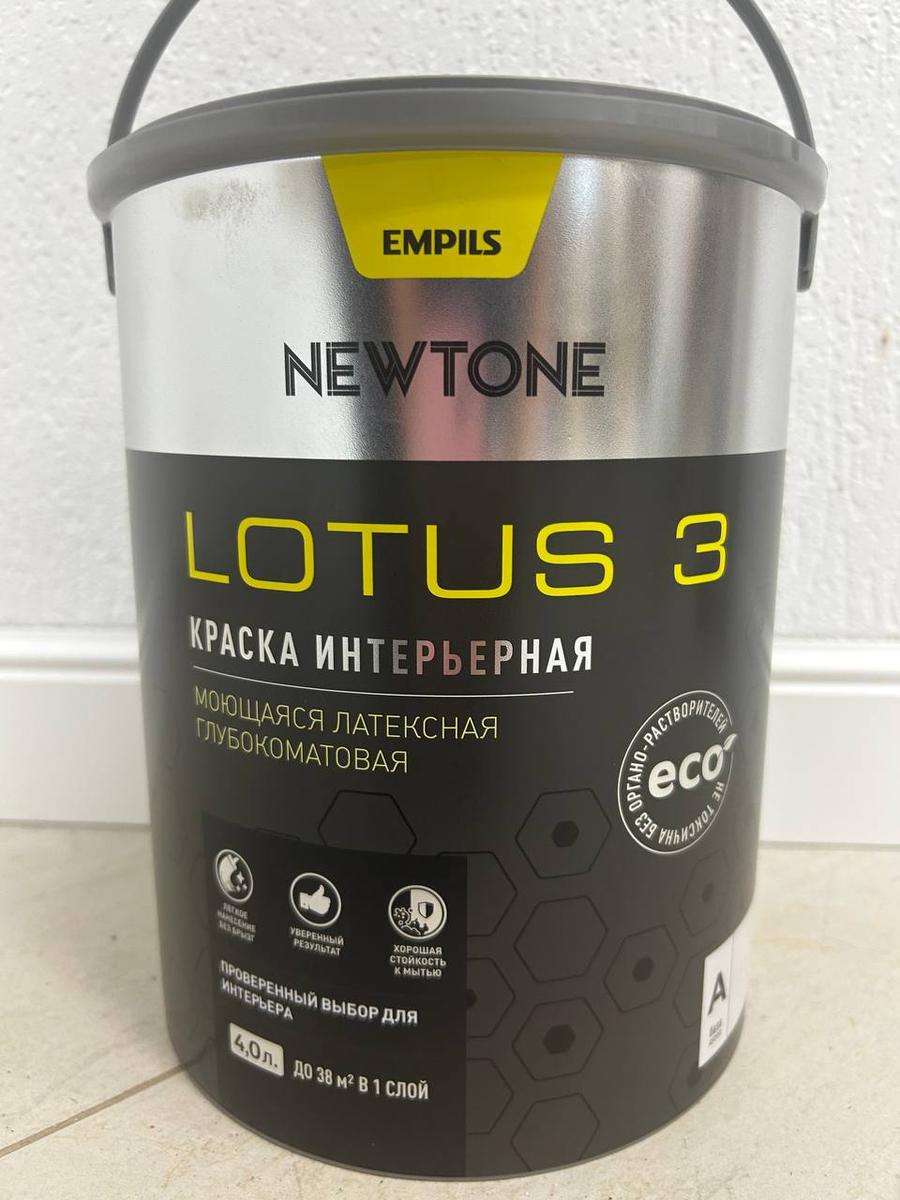 EMPILS
NEWTONE
LOTUS 3
КРАСКА ИНТЕРЬЕРНАЯ
МОЮЩАЯСЯ ЛАТЕКСНАЯ
ГЛУБОКОМАТОВАЯ
БЕЗ ОРГАНО-РАСТВОРИТЕЛЕЙ
eco
НЕ ТОКСИЧНА
ЛЕГКОЕ
НАНЕСЕНИЕ
БЕЗ БРЫЗГ
УВЕРЕННЫЙ
РЕЗУЛЬТАТ
ХОРОШАЯ
СТОЙКОСТЬ
К МЫТЬЮ
ПРОВЕРЕННЫЙ ВЫБОР ДЛЯ
ИНТЕРЬЕРА
4,0 л.
ДО 38 м² В 1 СЛОЙ
A